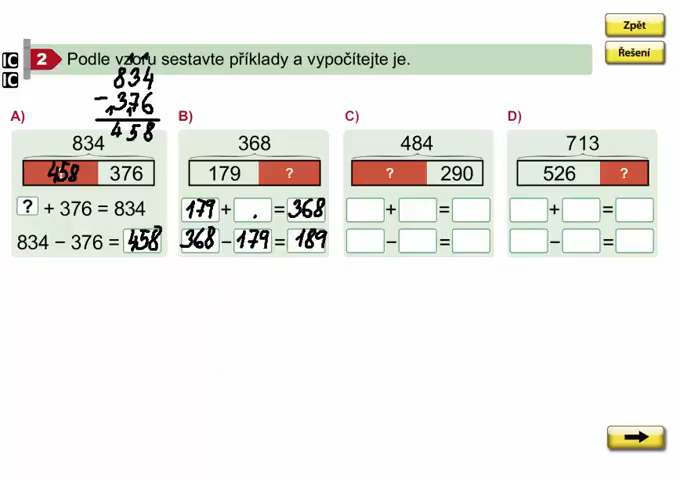 Zpět
2 Podle vzoru sestavte příklady a vypočítejte je.
Řešení
834
- 376
458
A) B) C) D)
834 368 484 713
458 376 179 ? ? 290 526 ?
? + 376 = 834 179 + . = 368 + = + =
834 – 376 = 458 368 – 179 = 189 – = – =